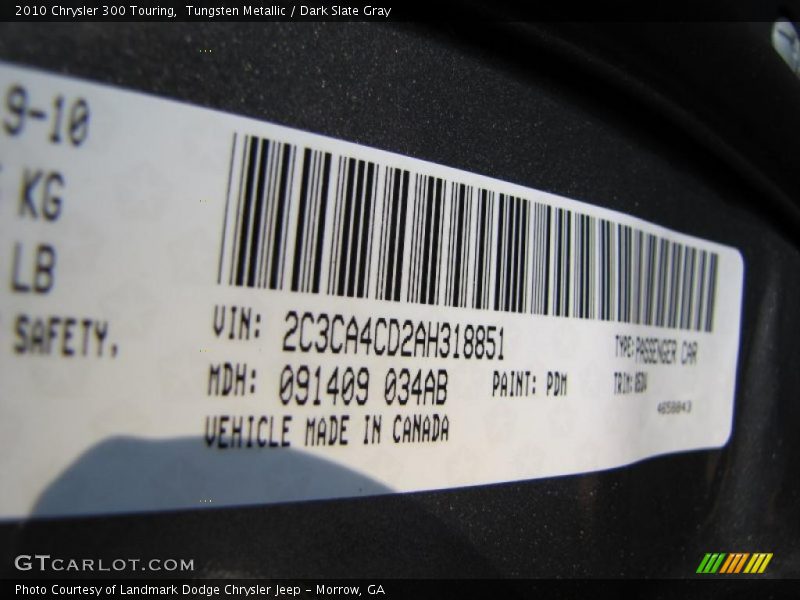 2010 Chrysler 300 Touring,  Tungsten Metallic / Dark Slate Gray
9-10
KG
LB
SAFETY,
VIN: 2C3CA4CD2AH318851
TYPE: PASSENGER CAR
MDH: 091409 034AB
PAINT: PDM
TRIM:
VEHICLE MADE IN CANADA
GTcarlot.com
Photo Courtesy of Landmark Dodge Chrysler Jeep - Morrow, GA